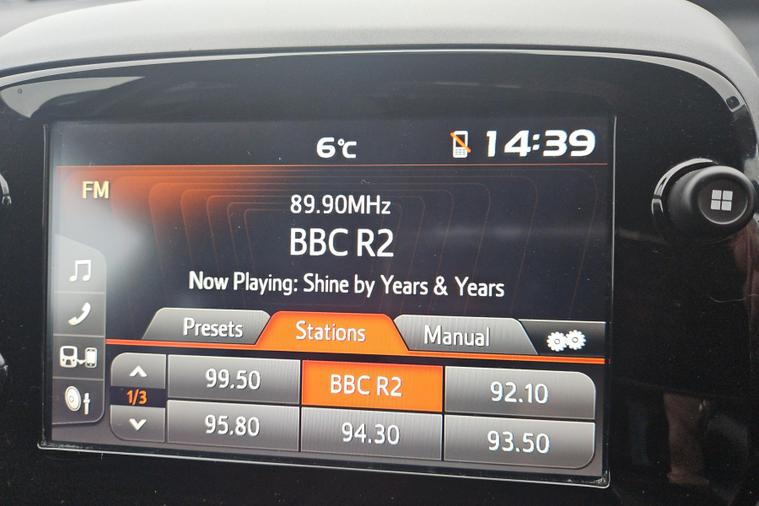 6°C 14:39
FM
89.90MHz
BBC R2
Now Playing: Shine by Years & Years
Presets Stations Manual
99.50 BBC R2 92.10
1/3
95.80 94.30 93.50